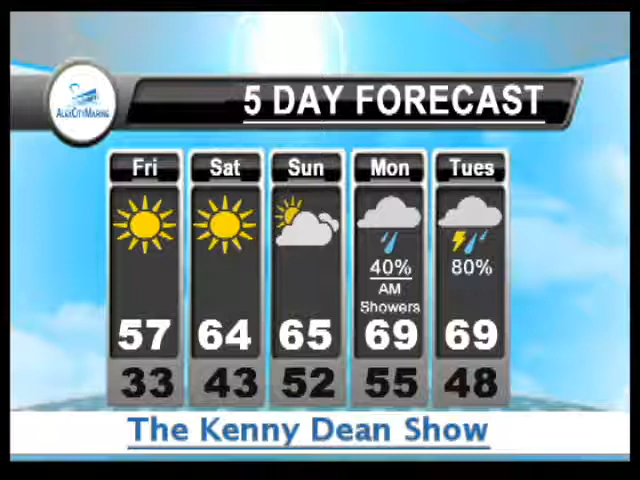 5 DAY FORECAST
ALEXCITYMARINE
Fri Sat Sun Mon Tues
40% 80%
AM
Showers
57 64 65 69 69
33 43 52 55 48
The Kenny Dean Show